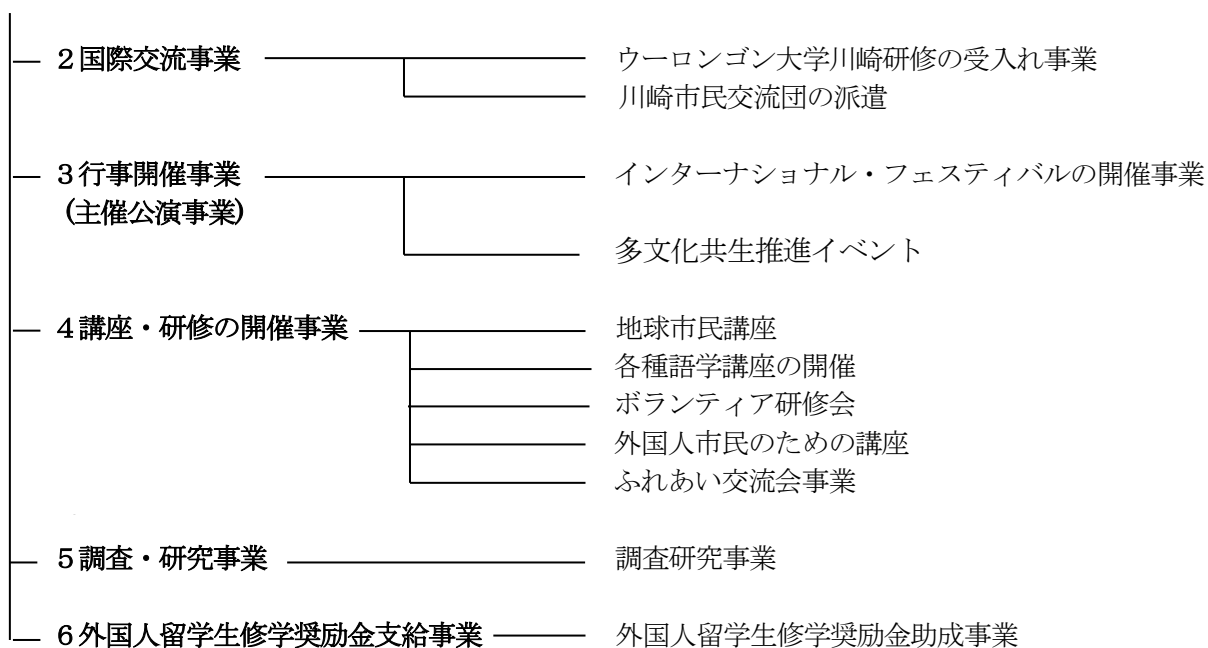 ２国際交流事業　ウーロンゴン大学川崎研修の受入れ事業
川崎市民交流団の派遣
３行事開催事業　インターナショナル・フェスティバルの開催事業
(主催公演事業)
多文化共生推進イベント
４講座・研修の開催事業　地球市民講座
各種語学講座の開催
ボランティア研修会
外国人市民のための講座
ふれあい交流会事業
５調査・研究事業　調査研究事業
６外国人留学生修学奨励金支給事業　外国人留学生修学奨励金助成事業